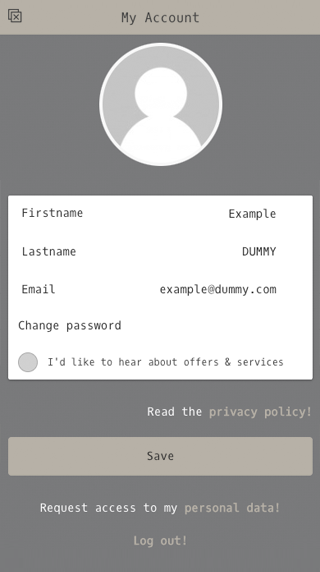 My Account
Firstname Example
Lastname DUMMY
Email example@dummy.com
Change password
I'd like to hear about offers & services
Read the privacy policy!
Save
Request access to my personal data!
Log out!